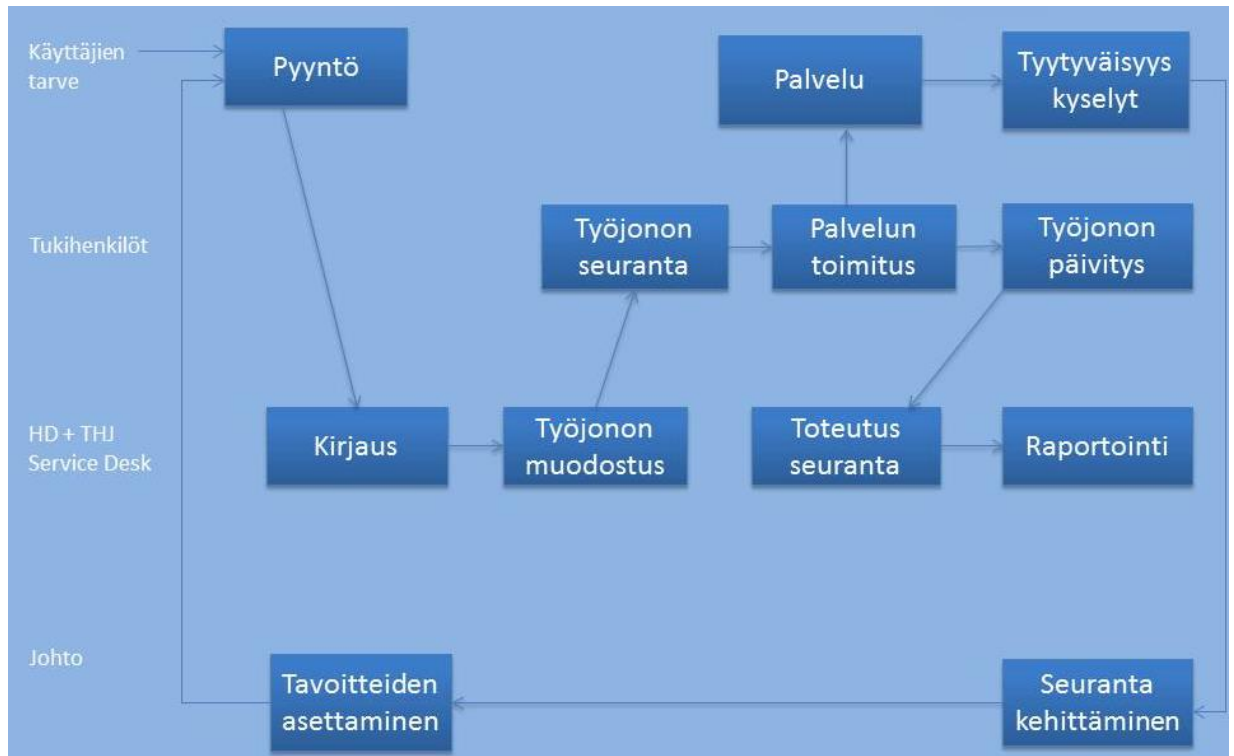 Käyttäjien
tarve
Pyyntö
Palvelu
Tyytyväisyys
kyselyt
Tukihenkilöt
Työjonon
seuranta
Palvelun
toimitus
Työjonon
päivitys
HD + THJ
Service Desk
Kirjaus
Työjonon
muodostus
Toteutus
seuranta
Raportointi
Johto
Tavoitteiden
asettaminen
Seuranta
kehittäminen